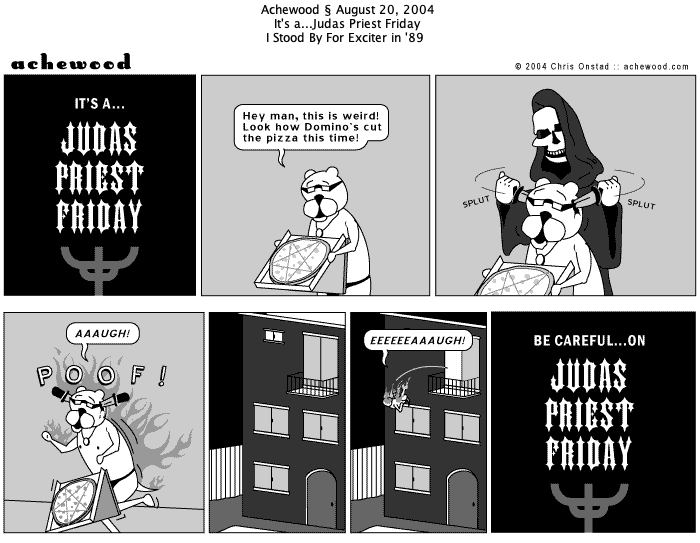 Achewood § August 20, 2004
It's a...Judas Priest Friday
I Stood By For Exciter in '89
achewood
© 2004 Chris Onstad :: achewood.com
IT'S A...
JUDAS
PRIEST
FRIDAY
Hey man, this is weird!
Look how Domino's cut
the pizza this time!
SPLUT
SPLUT
AAAUGH!
POOF!
EEEEEEAAAUGH!
BE CAREFUL...ON
JUDAS
PRIEST
FRIDAY